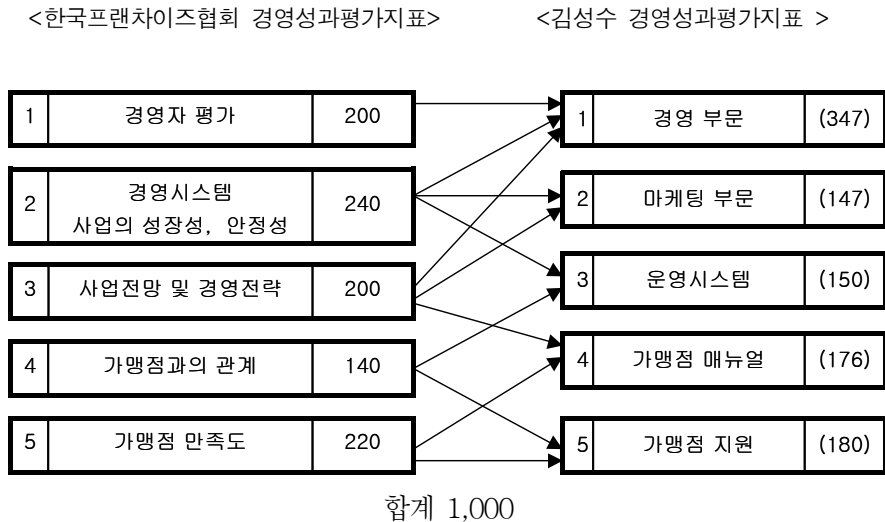 <한국프랜차이즈협회 경영성과평가지표> <김성수 경영성과평가지표 >
1 경영자 평가 200
1 경영 부문 (347)
2 경영시스템
사업의 성장성, 안정성 240
2 마케팅 부문 (147)
3 사업전망 및 경영전략 200
3 운영시스템 (150)
4 가맹점과의 관계 140
4 가맹점 매뉴얼 (176)
5 가맹점 만족도 220
5 가맹점 지원 (180)
합계 1,000